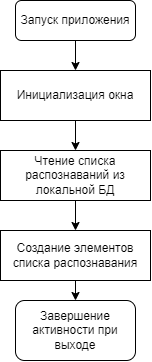 Запуск приложения
Инициализация окна
Чтение списка
распознаваний из
локальной БД
Создание элементов
списка распознавания
Завершение
активности при
выходе